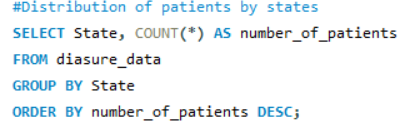 #Distribution of patients by states
SELECT State, COUNT(*) AS number_of_patients
FROM diasure_data
GROUP BY State
ORDER BY number_of_patients DESC;